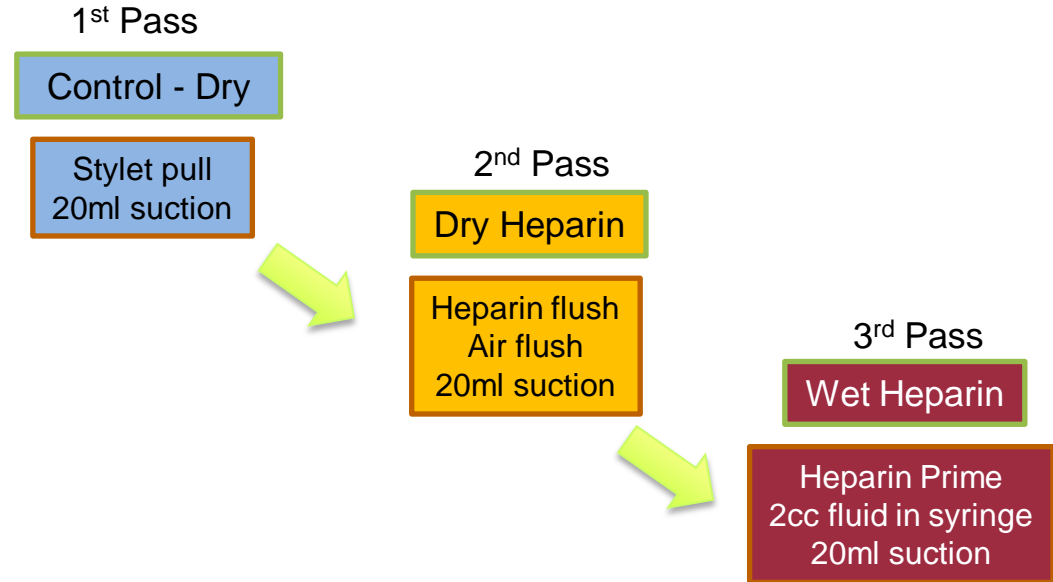 1st Pass
Control - Dry
Stylet pull
20ml suction
2nd Pass
Dry Heparin
Heparin flush
Air flush
20ml suction
3rd Pass
Wet Heparin
Heparin Prime
2cc fluid in syringe
20ml suction